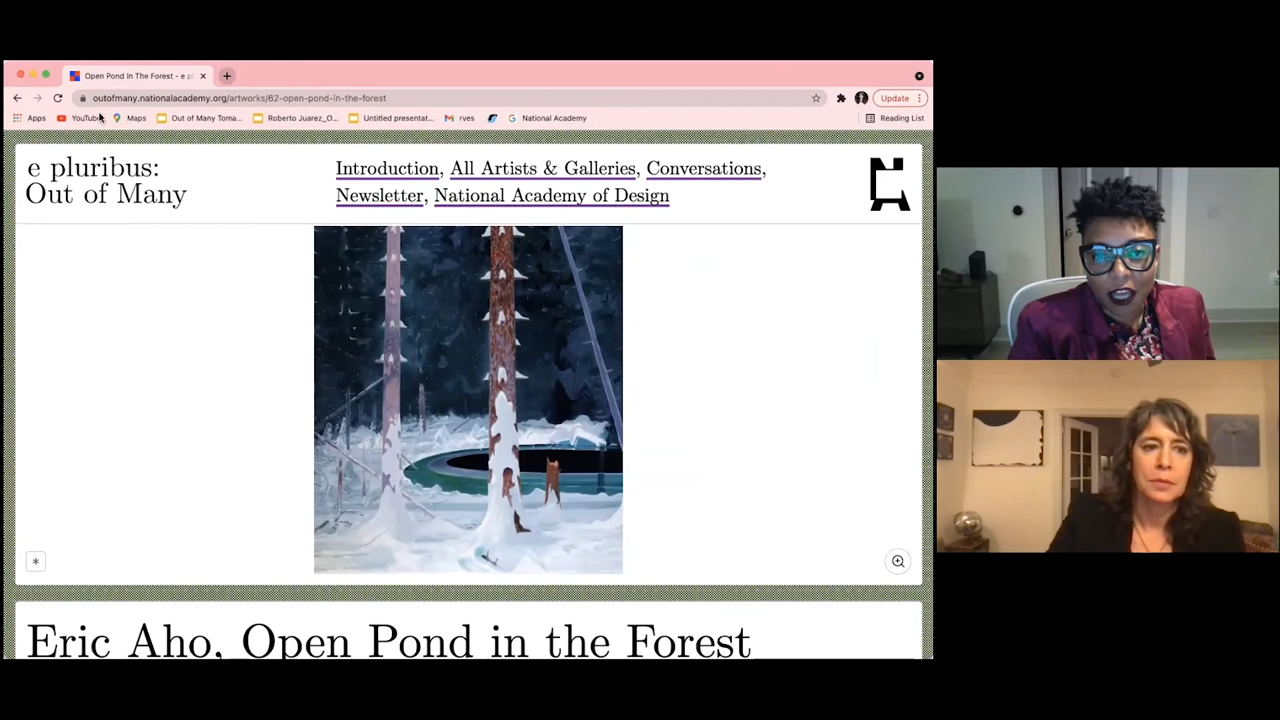 Open Pond In The Forest - e pl
outofmany.nationalacademy.org/artworks/62-open-pond-in-the-forest
Update
Apps
YouTube
Maps
Out of Many Toma...
Roberto Juarez_O...
Untitled presentat...
rves
National Academy
Reading List
e pluribus:
Out of Many
Introduction, All Artists & Galleries, Conversations,
Newsletter, National Academy of Design
Eric Aho, Open Pond in the Forest